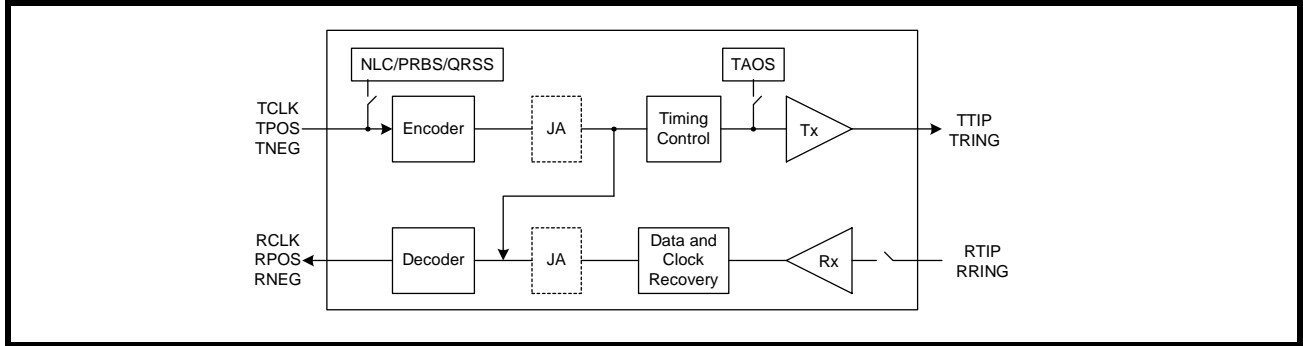 NLC/PRBS/QRSS
TAOS
TCLK
TPOS
TNEG
Encoder
JA
Timing
Control
Tx
TTIP
TRING
RCLK
RPOS
RNEG
Decoder
JA
Data and
Clock
Recovery
Rx
RTIP
RRING